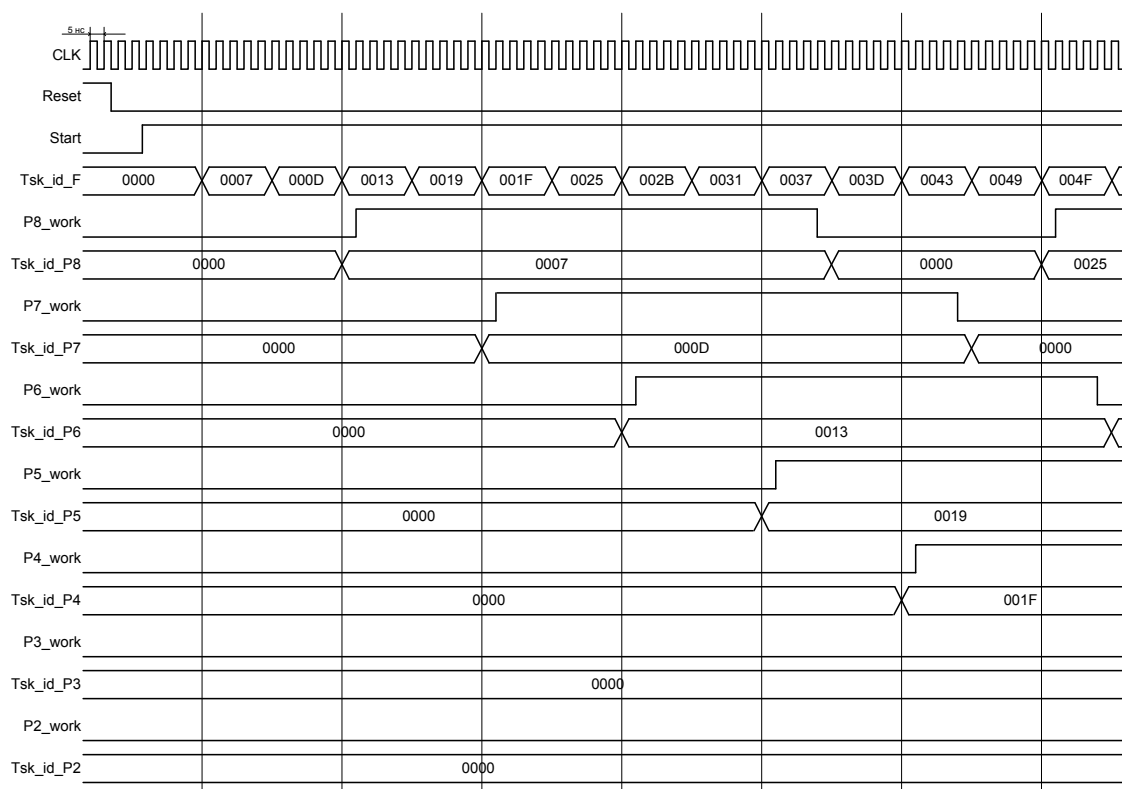 5 нс
CLK
Reset
Start
Tsk_id_F 0000 0007 000D 0013 0019 001F 0025 002B 0031 0037 003D 0043 0049 004F
P8_work
Tsk_id_P8 0000 0007 0000 0025
P7_work
Tsk_id_P7 0000 000D 0000
P6_work
Tsk_id_P6 0000 0013
P5_work
Tsk_id_P5 0000 0019
P4_work
Tsk_id_P4 0000 001F
P3_work
Tsk_id_P3 0000
P2_work
Tsk_id_P2 0000